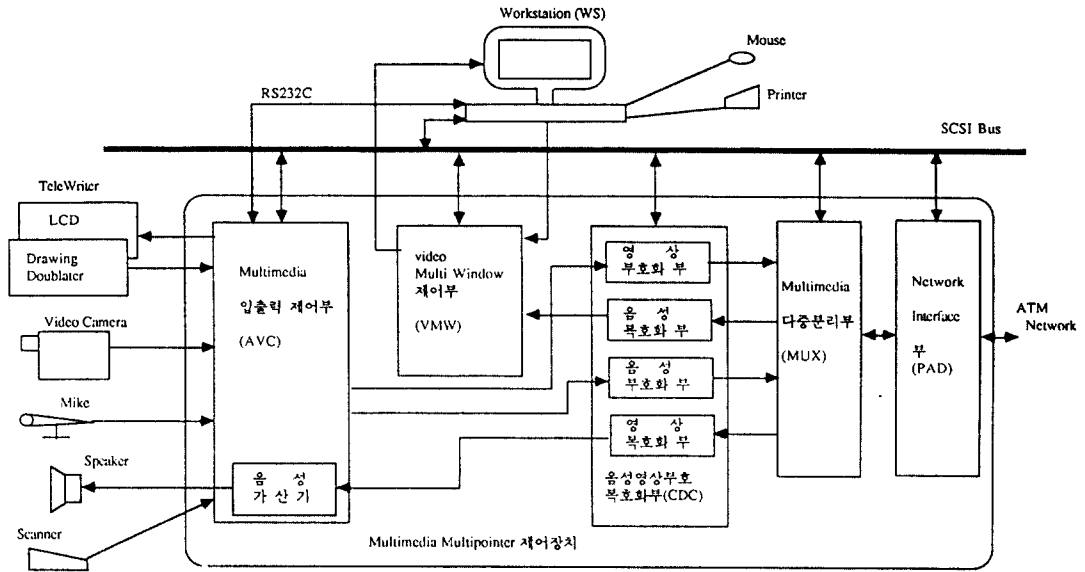 Workstation (WS)
Mouse
RS232C
Printer
SCSI Bus
TeleWriter
LCD
Drawing
Doublater
Multimedia
입출력 제어부
(AVC)
video
Multi Window
제어부
(VMW)
영 상
부호화 부
음 성
복호화 부
음 성
부호화 부
영 상
복호화 부
음성영상부호
복호화부(CDC)
Multimedia
다중분리부
(MUX)
Network
Interface
부
(PAD)
ATM
Network
Video Camera
Mike
Speaker
음 성
가 산 기
Scanner
Multimedia Multipointer 제어장치